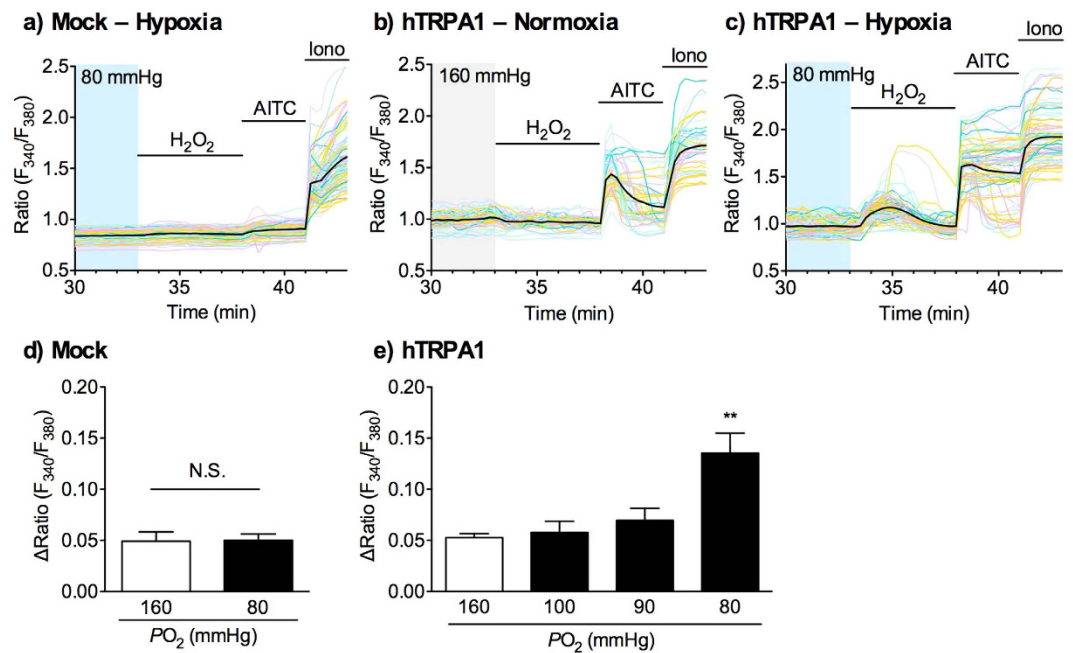 a) Mock – Hypoxia
Iono
80 mmHg
AITC
H₂O₂
2.5
2.0
1.5
1.0
0.5
Ratio (F₃₄₀/F₃₈₀)
30
35
40
Time (min)
b) hTRPA1 – Normoxia
Iono
160 mmHg
AITC
H₂O₂
2.5
2.0
1.5
1.0
0.5
Ratio (F₃₄₀/F₃₈₀)
30
35
40
Time (min)
c) hTRPA1 – Hypoxia
Iono
80 mmHg
AITC
H₂O₂
2.5
2.0
1.5
1.0
0.5
Ratio (F₃₄₀/F₃₈₀)
30
35
40
Time (min)
d) Mock
0.20
0.15
0.10
0.05
0.00
ΔRatio (F₃₄₀/F₃₈₀)
N.S.
160 80
PO₂ (mmHg)
e) hTRPA1
0.20
0.15
0.10
0.05
0.00
ΔRatio (F₃₄₀/F₃₈₀)
**
160 100 90 80
PO₂ (mmHg)